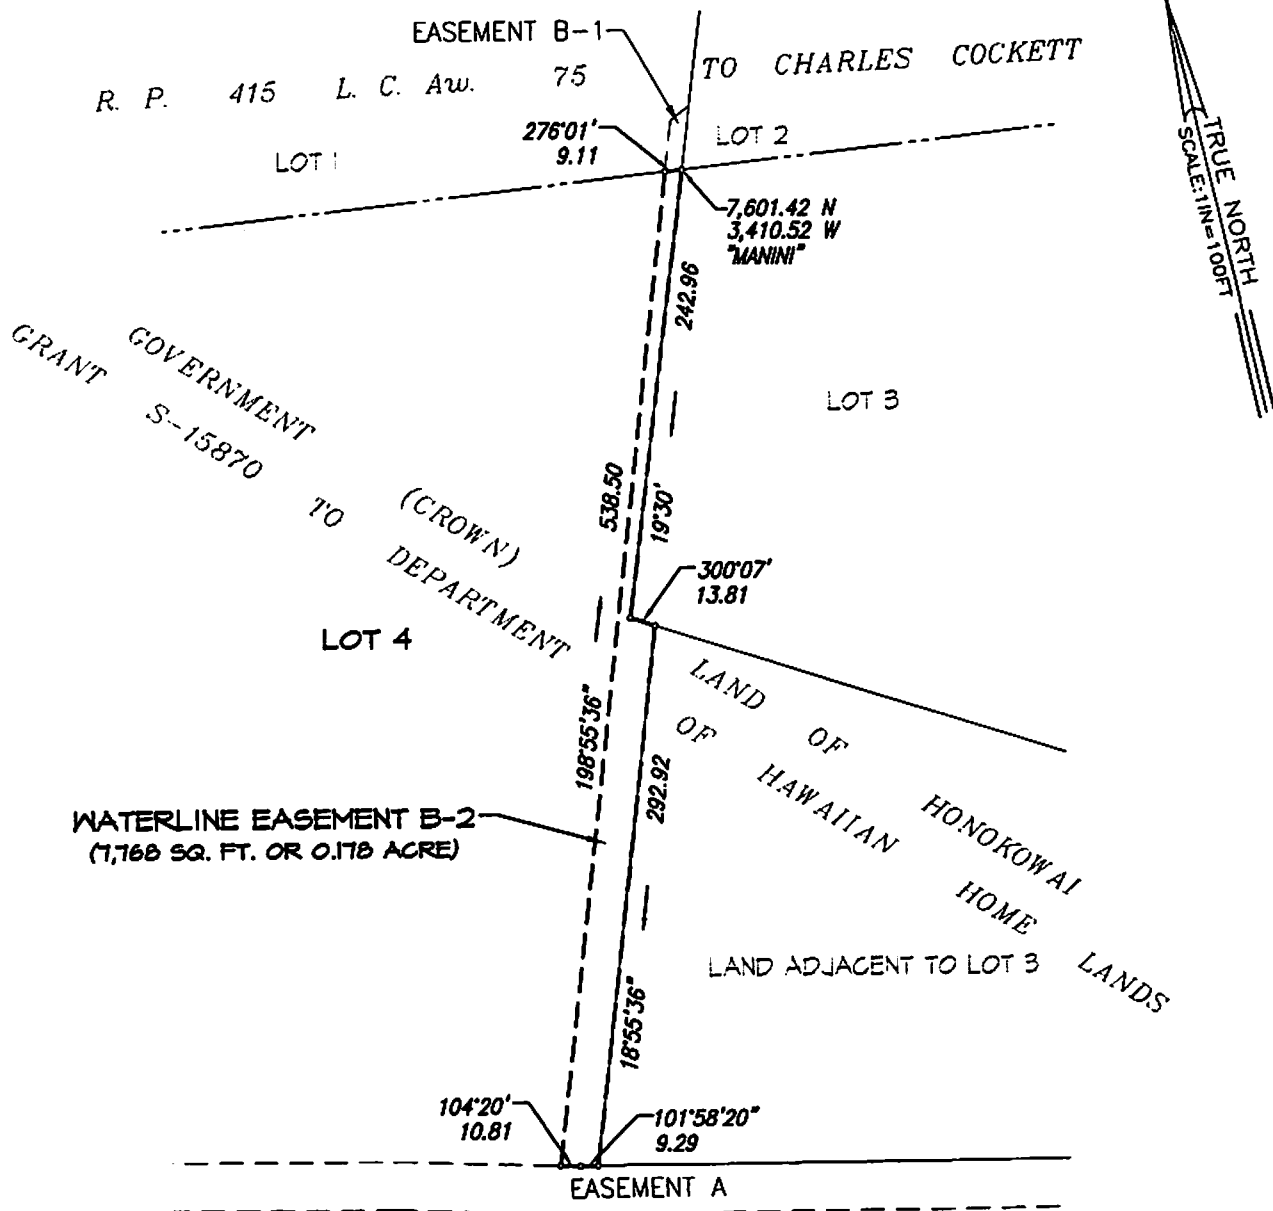 EASEMENT B-1
R. P. 415 L. C. Aw. 75 TO CHARLES COCKETT
276°01'
9.11
LOT 1
LOT 2
7,601.42 N
3,410.52 W
"MANINI"
TRUE NORTH
SCALE:1IN=100FT
242.96
GOVERNMENT (CROWN) LAND OF HONOKOWAI
GRANT S-15870 TO DEPARTMENT OF HAWAIIAN HOME LANDS
LOT 3
538.50
19°30'
300°07'
13.81
LOT 4
198°55'36"
292.92
WATERLINE EASEMENT B-2
(7,768 SQ. FT. OR 0.178 ACRE)
LAND ADJACENT TO LOT 3
18°55'36"
104°20'
10.81
101°58'20"
9.29
EASEMENT A